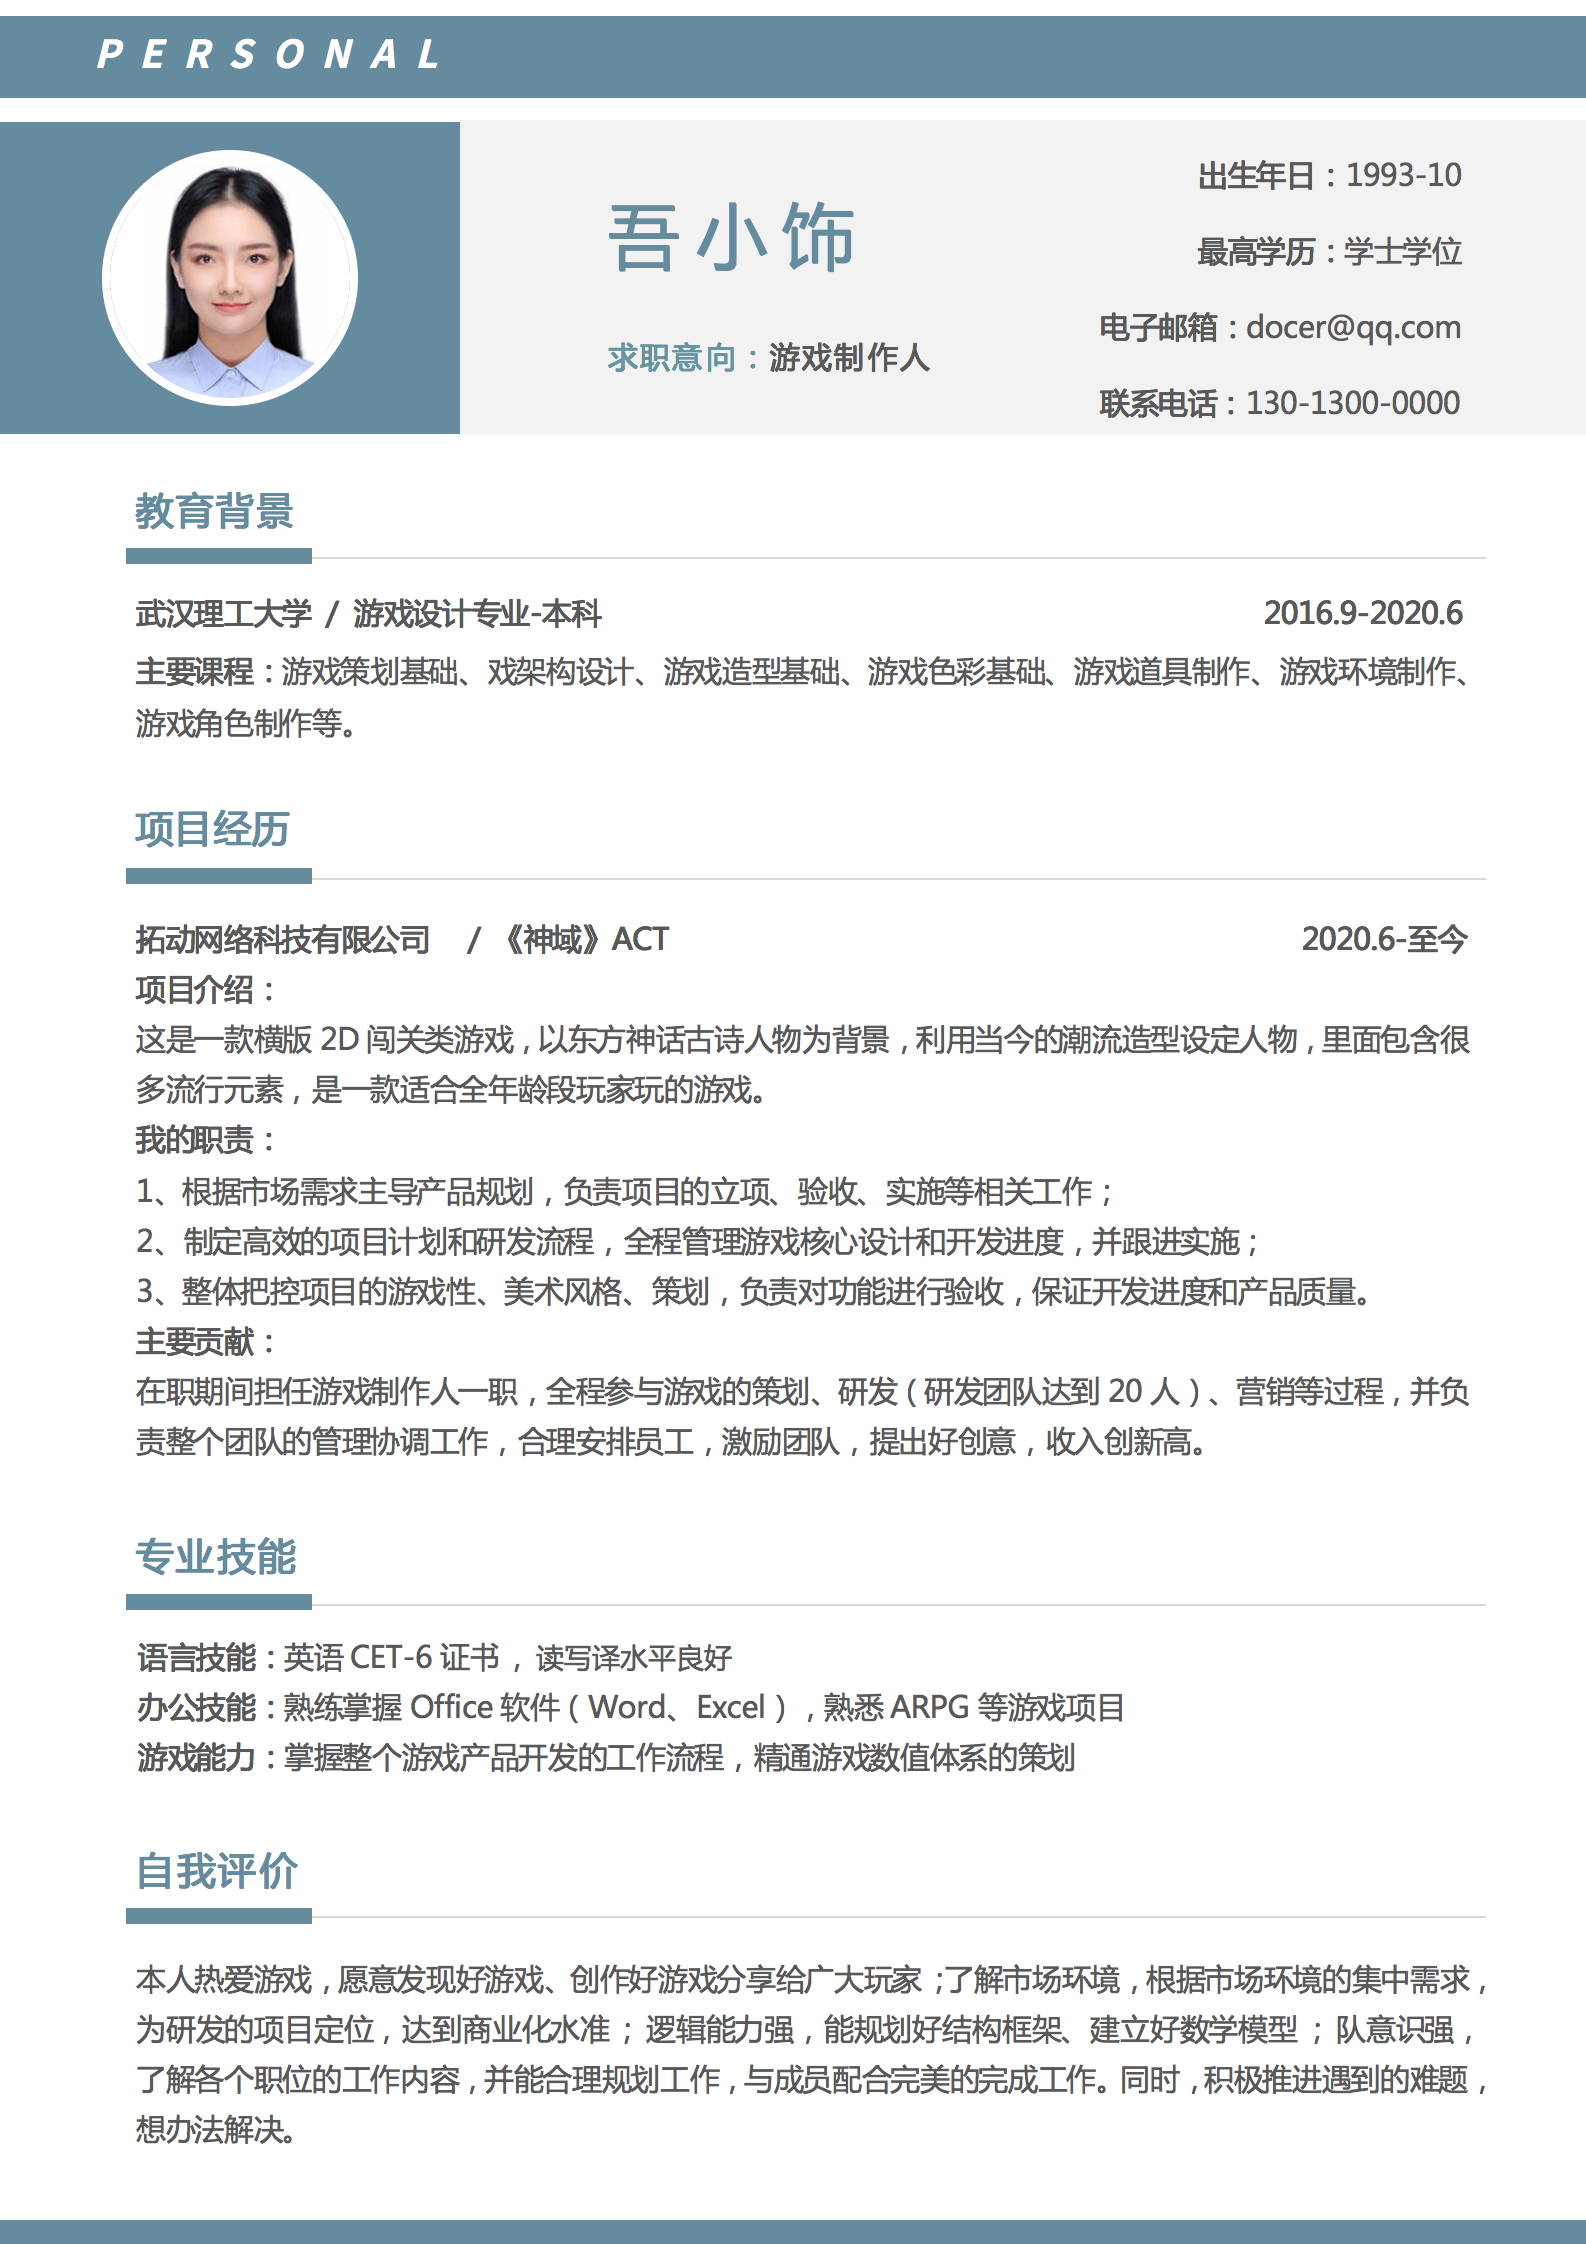 PERSONAL
吾小饰
求职意向：游戏制作人
出生年日：1993-10
最高学历：学士学位
电子邮箱：docer@qq.com
联系电话：130-1300-0000
教育背景
武汉理工大学 / 游戏设计专业-本科 2016.9-2020.6
主要课程：游戏策划基础、戏架构设计、游戏造型基础、游戏色彩基础、游戏道具制作、游戏环境制作、
游戏角色制作等。
项目经历
拓动网络科技有限公司 / 《神域》ACT 2020.6-至今
项目介绍：
这是一款横版 2D 闯关类游戏，以东方神话古诗人物为背景，利用当今的潮流造型设定人物，里面包含很
多流行元素，是一款适合全年龄段玩家玩的游戏。
我的职责：
1、根据市场需求主导产品规划，负责项目的立项、验收、实施等相关工作；
2、制定高效的项目计划和研发流程，全程管理游戏核心设计和开发进度，并跟进实施；
3、整体把控项目的游戏性、美术风格、策划，负责对功能进行验收，保证开发进度和产品质量。
主要贡献：
在职期间担任游戏制作人一职，全程参与游戏的策划、研发（研发团队达到 20 人）、营销等过程，并负
责整个团队的管理协调工作，合理安排员工，激励团队，提出好创意，收入创新高。
专业技能
语言技能：英语 CET-6 证书 ，读写译水平良好
办公技能：熟练掌握 Office 软件（Word、Excel），熟悉 ARPG 等游戏项目
游戏能力：掌握整个游戏产品开发的工作流程，精通游戏数值体系的策划
自我评价
本人热爱游戏，愿意发现好游戏、创作好游戏分享给广大玩家；了解市场环境，根据市场环境的集中需求，
为研发的项目定位，达到商业化水准；逻辑能力强，能规划好结构框架、建立好数学模型；队意识强，
了解各个职位的工作内容，并能合理规划工作，与成员配合完美的完成工作。同时，积极推进遇到的难题，
想办法解决。